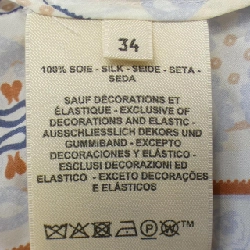 34
100% SOIE - SILK - SEIDE - SETA -
SEDA
SAUF DÉCORATIONS ET
ÉLASTIQUE - EXCLUSIVE OF
DECORATIONS AND ELASTIC -
AUSSCHLIESSLICH DEKORS UND
GUMMIBAND - EXCEPTO
DECORACIONES Y ELÁSTICO -
ESCLUSI DECORAZIONI ED
ELASTICO - EXCETO DECORAÇÕES
E ELÁSTICOS